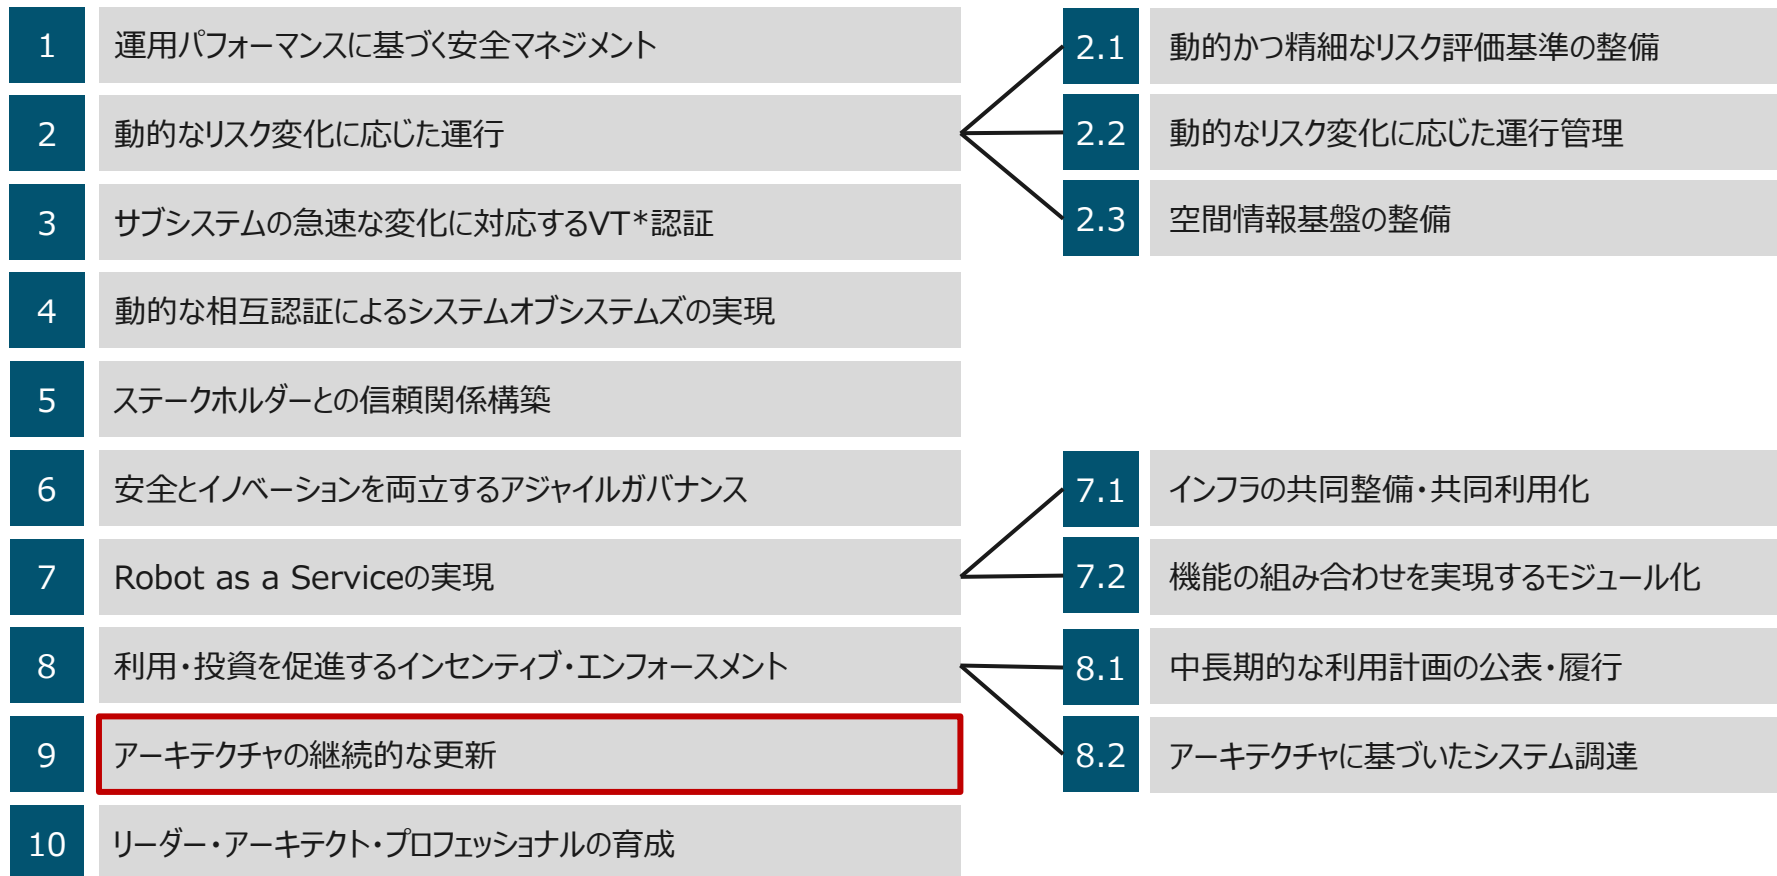 1 運用パフォーマンスに基づく安全マネジメント
2 動的なリスク変化に応じた運行
2.1 動的かつ精細なリスク評価基準の整備
2.2 動的なリスク変化に応じた運行管理
2.3 空間情報基盤の整備
3 サブシステムの急速な変化に対応するVT*認証
4 動的な相互認証によるシステムオブシステムズの実現
5 ステークホルダーとの信頼関係構築
6 安全とイノベーションを両立するアジャイルガバナンス
7 Robot as a Serviceの実現
7.1 インフラの共同整備・共同利用化
7.2 機能の組み合わせを実現するモジュール化
8 利用・投資を促進するインセンティブ・エンフォースメント
8.1 中長期的な利用計画の公表・履行
8.2 アーキテクチャに基づいたシステム調達
9 アーキテクチャの継続的な更新
10 リーダー・アーキテクト・プロフェッショナルの育成